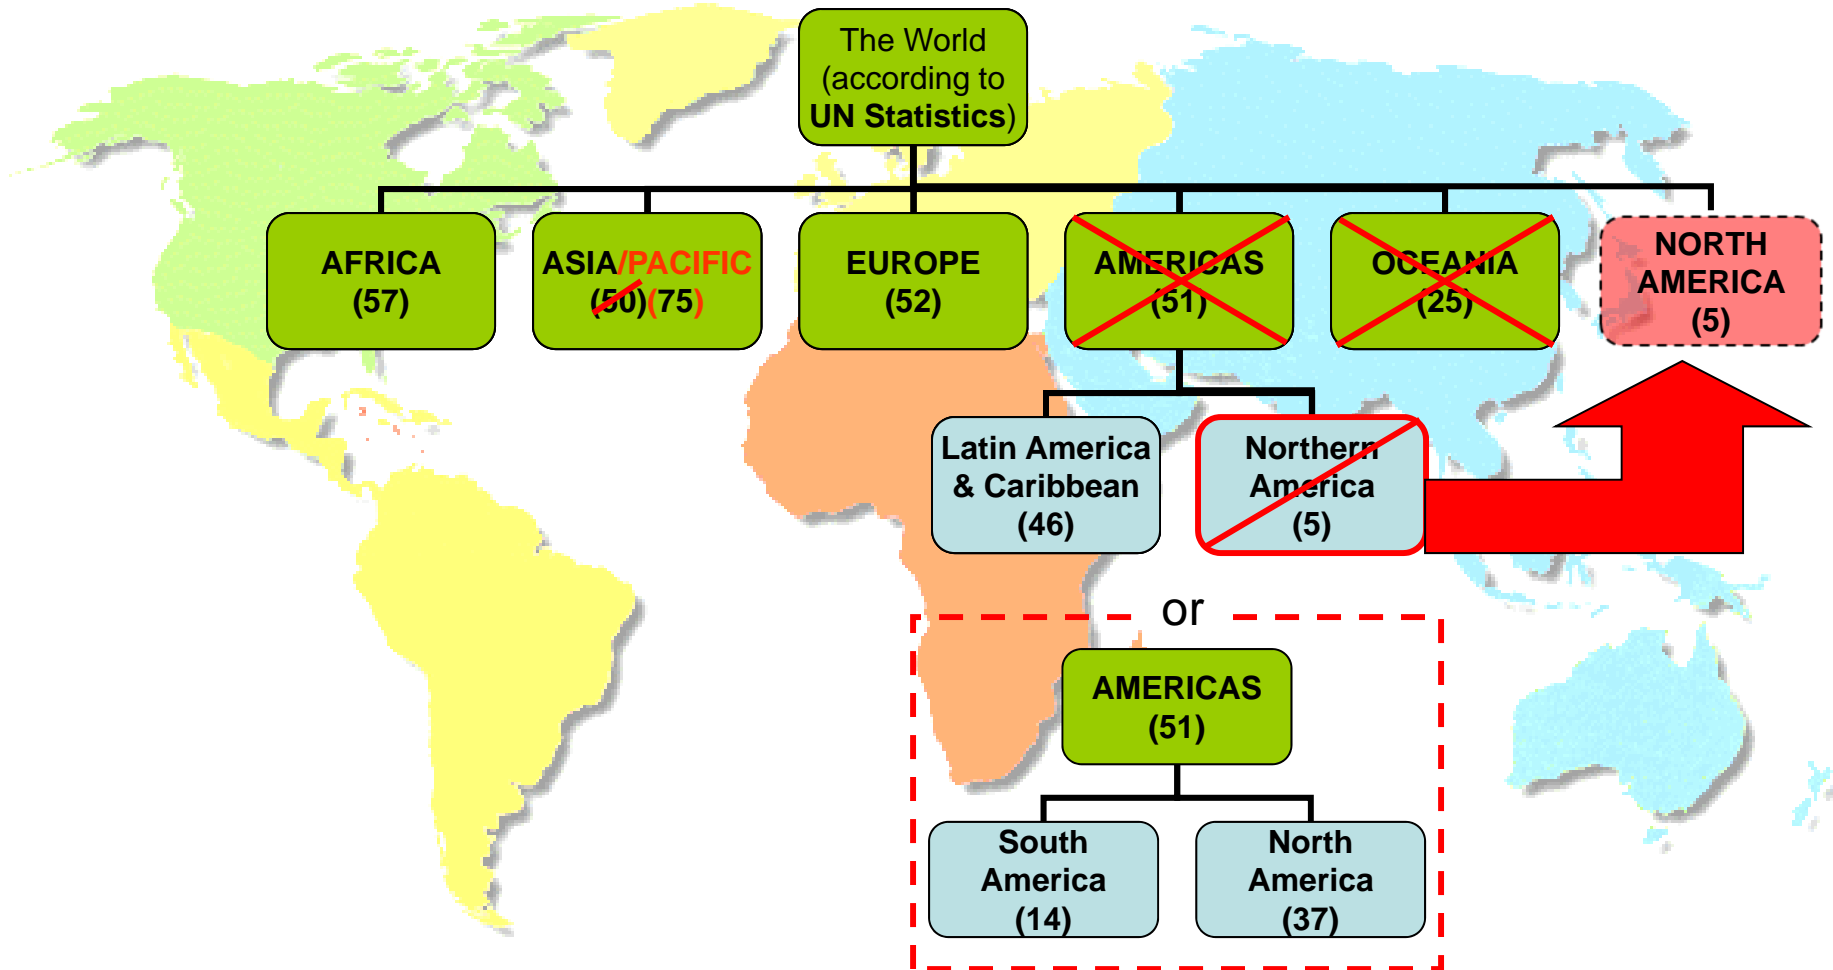 The World
(according to
UN Statistics)
AFRICA
(57)
ASIA/PACIFIC
(50)(75)
EUROPE
(52)
AMERICAS
(51)
OCEANIA
(25)
NORTH
AMERICA
(5)
Latin America
& Caribbean
(46)
Northern
America
(5)
or
AMERICAS
(51)
South
America
(14)
North
America
(37)